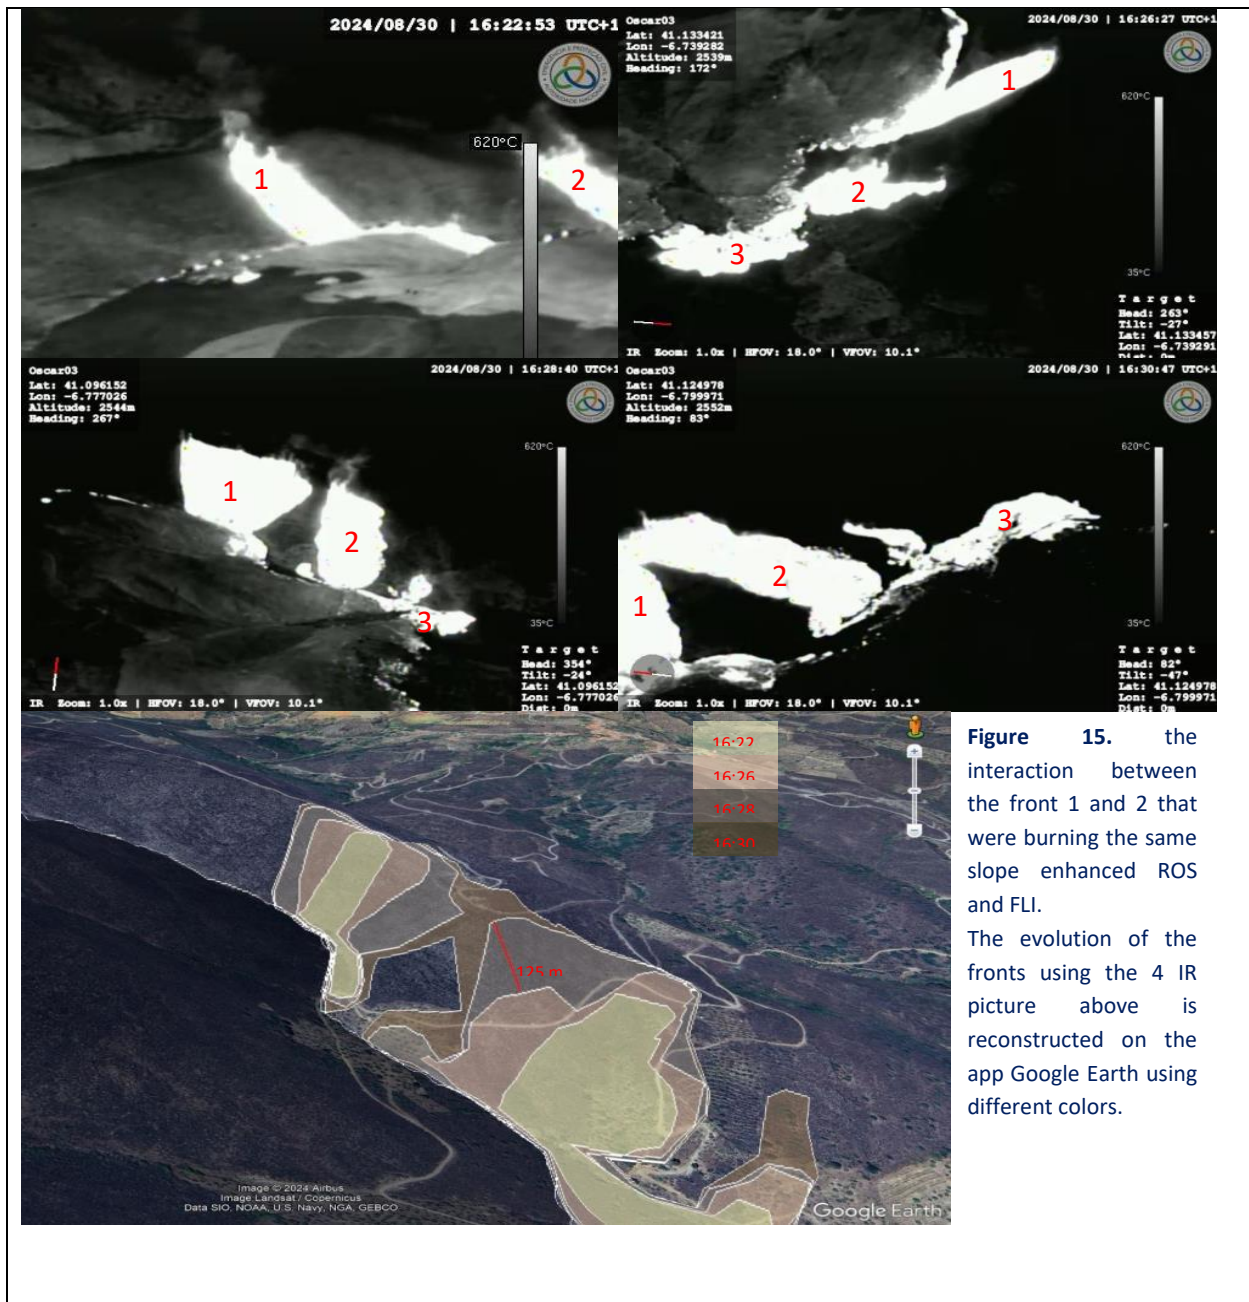 2024/08/30 | 16:22:53 UTC+1
620°C
1
2
Oscar03
Lat: 41.133421
Lon: -6.739282
Altitude: 2539m
Heading: 172°
2024/08/30 | 16:26:27 UTC+1
1
2
3
620°C
35°C
Target
Head: 263°
Tilt: -27°
Lat: 41.133457
Lon: -6.739291
Dist: 0m
IR Zoom: 1.0x | HFOV: 18.0° | VFOV: 10.1°
Oscar03
Lat: 41.096152
Lon: -6.777026
Altitude: 2544m
Heading: 267°
2024/08/30 | 16:28:40 UTC+1
1
2
3
620°C
35°C
Target
Head: 354°
Tilt: -24°
Lat: 41.096152
Lon: -6.777026
Dist: 0m
IR Zoom: 1.0x | HFOV: 18.0° | VFOV: 10.1°
Oscar03
Lat: 41.124978
Lon: -6.799971
Altitude: 2552m
Heading: 83°
2024/08/30 | 16:30:47 UTC+1
1
2
3
620°C
35°C
Target
Head: 82°
Tilt: -47°
Lat: 41.124978
Lon: -6.799971
Dist: 0m
IR Zoom: 1.0x | HFOV: 18.0° | VFOV: 10.1°
16:22
16:26
16:28
16:30
125 m
Image © 2024 Airbus
Image Landsat / Copernicus
Data SIO, NOAA, U.S. Navy, NGA, GEBCO
Google Earth
Figure 15. the
interaction between
the front 1 and 2 that
were burning the same
slope enhanced ROS
and FLI.
The evolution of the
fronts using the 4 IR
picture above is
reconstructed on the
app Google Earth using
different colors.